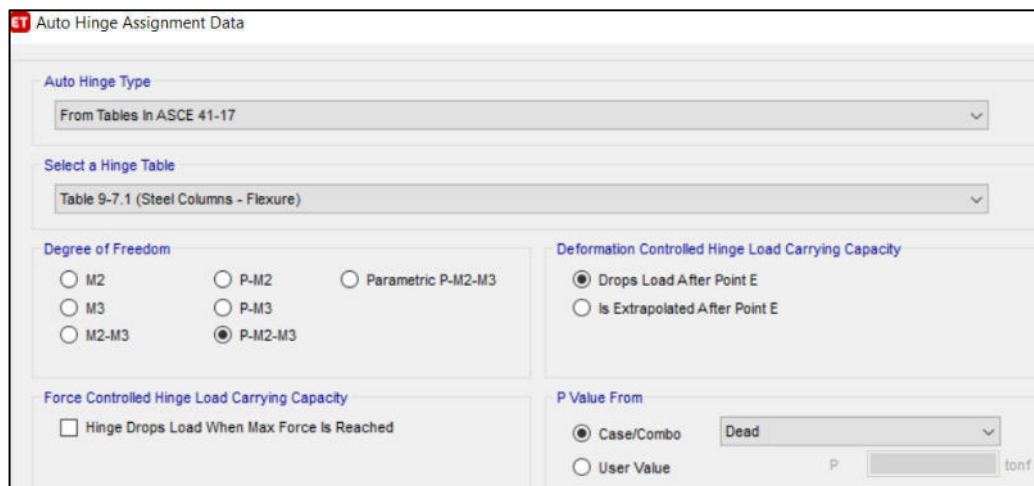 ET Auto Hinge Assignment Data
Auto Hinge Type
From Tables In ASCE 41-17
Select a Hinge Table
Table 9-7.1 (Steel Columns - Flexure)
Degree of Freedom
M2 P-M2 Parametric P-M2-M3
M3 P-M3
M2-M3 P-M2-M3
Deformation Controlled Hinge Load Carrying Capacity
Drops Load After Point E
Is Extrapolated After Point E
Force Controlled Hinge Load Carrying Capacity
Hinge Drops Load When Max Force Is Reached
P Value From
Case/Combo Dead
User Value P tonf